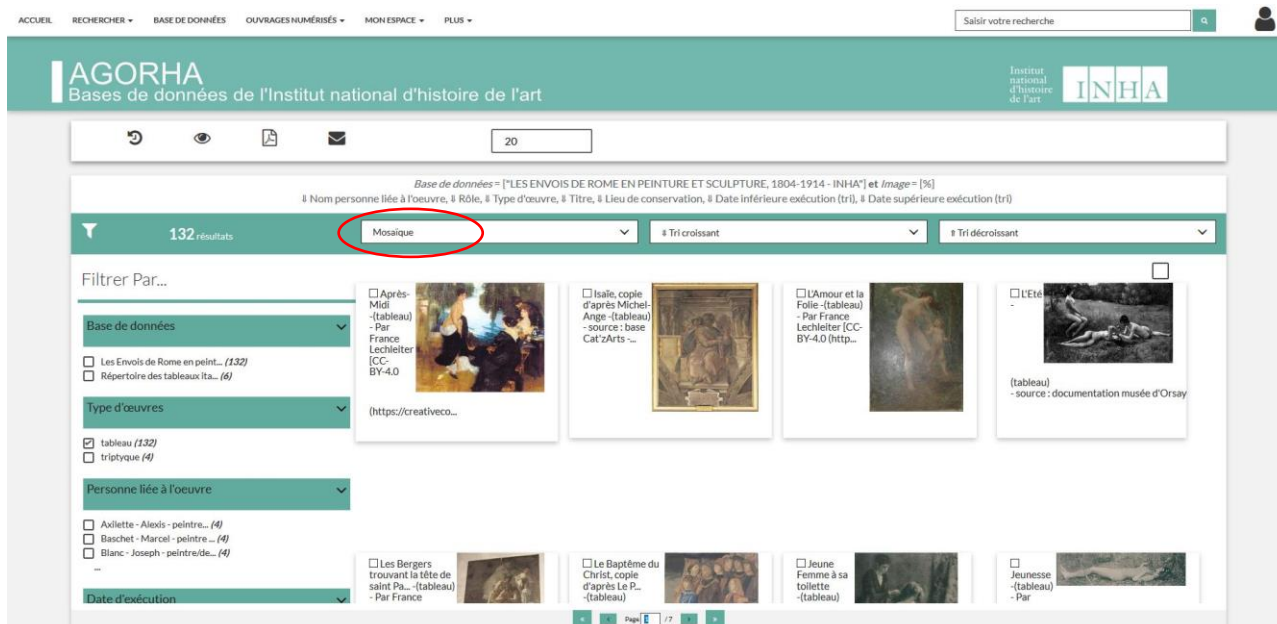 ACCUEIL RECHERCHER BASE DE DONNÉES OUVRAGES NUMÉRISÉS MON ESPACE PLUS Saisir votre recherche
AGORHA
Bases de données de l'Institut national d'histoire de l'art
Institut
national
d'histoire
de l'art
INHA
20
Base de données = ["LES ENVOIS DE ROME EN PEINTURE ET SCULPTURE, 1804-1914 - INHA"] et Image = [%]
⇓ Nom personne liée à l'oeuvre, ⇓ Rôle, ⇓ Type d'œuvre, ⇓ Titre, ⇓ Lieu de conservation, ⇓ Date inférieure exécution (tri), ⇓ Date supérieure exécution (tri)
132 résultats
Mosaïque
⇟ Tri croissant
⇞ Tri décroissant
Filtrer Par...
Base de données
Les Envois de Rome en peint... (132)
Répertoire des tableaux ita... (6)
Type d'œuvres
tableau (132)
triptyque (4)
Personne liée à l'oeuvre
Axilette - Alexis - peintre... (4)
Baschet - Marcel - peintre ... (4)
Blanc - Joseph - peintre/de... (4)
...
Date d'exécution
Après-
Midi
-(tableau)
- Par
France
Lechleiter
[CC-
BY-4.0
(https://creativeco...
Isaïe, copie
d'après Michel-
Ange -(tableau)
- source : base
Cat'zArts -...
L'Amour et la
Folie -(tableau)
- Par France
Lechleiter [CC-
BY-4.0 (http...
L'Eté
-
(tableau)
- source : documentation musée d'Orsay
Les Bergers
trouvant la tête de
saint Pa... -(tableau)
- Par France
Le Baptême du
Christ, copie
d'après Le P...
-(tableau)
Jeune
Femme à sa
toilette
-(tableau)
Jeunesse
-(tableau)
- Par
« ‹ Page 1 / 7 › »